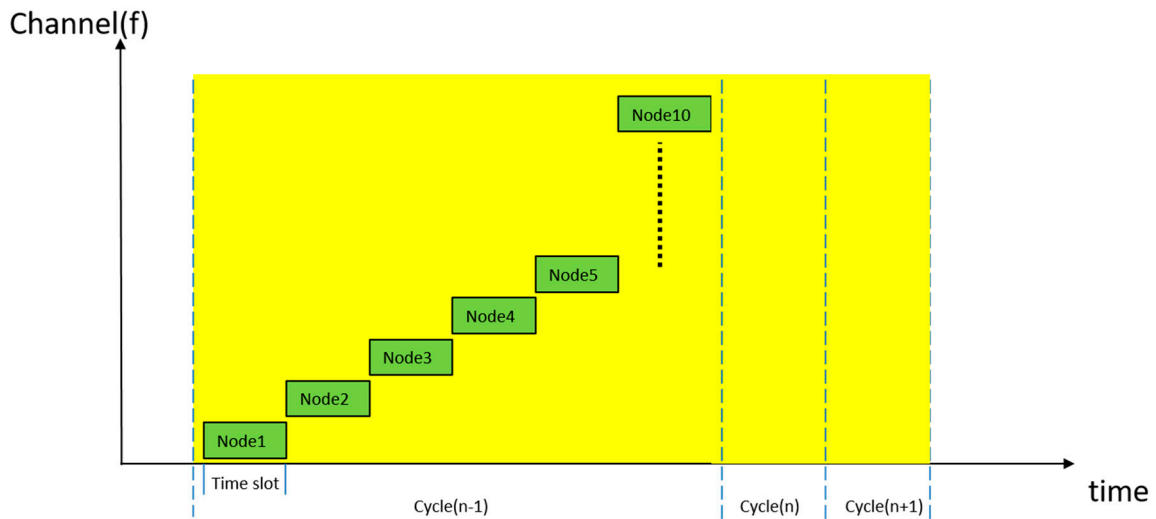 Channel(f)
Node10
Node5
Node4
Node3
Node2
Node1
Time slot
time
Cycle(n-1)
Cycle(n)
Cycle(n+1)